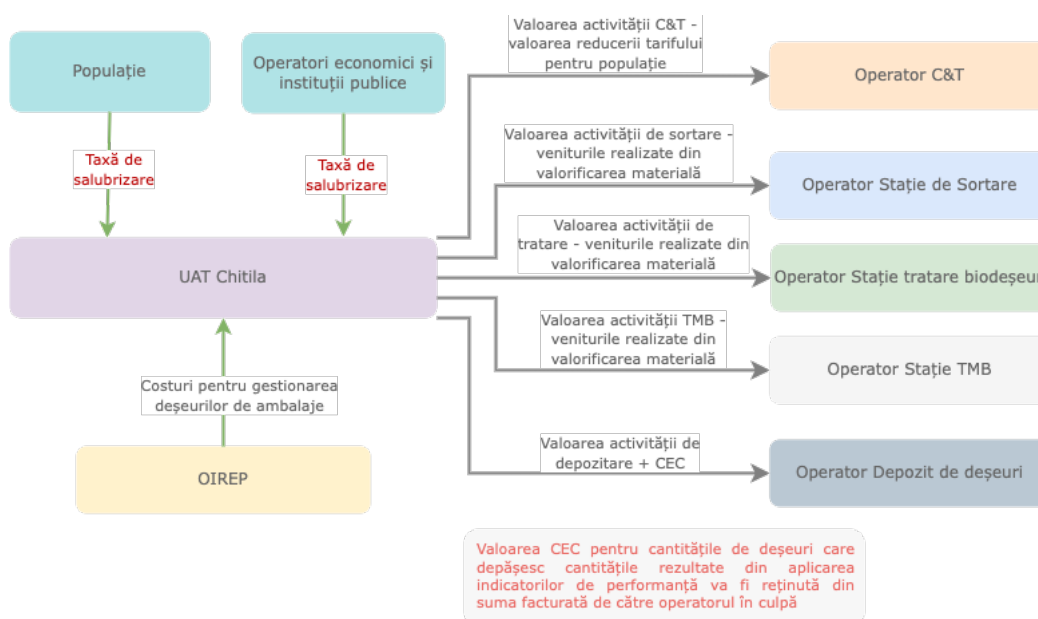 Populație
Operatori economici și
instituții publice
Valoarea activității C&T -
valoarea reducerii tarifului
pentru populație
Operator C&T
Taxă de
salubrizare
Taxă de
salubrizare
Valoarea activității de sortare -
veniturile realizate din
valorificarea materială
Operator Stație de Sortare
UAT Chitila
Valoarea activității de
tratare - veniturile realizate din
valorificarea materială
Operator Stație tratare biodeșeuri
Valoarea activității TMB -
veniturile realizate din
valorificarea materială
Operator Stație TMB
Costuri pentru gestionarea
deșeurilor de ambalaje
OIREP
Valoarea activității de
depozitare + CEC
Operator Depozit de deșeuri
Valoarea CEC pentru cantitățile de deșeuri care
depășesc cantitățile rezultate din aplicarea
indicatorilor de performanță va fi reținută din
suma facturată de către operatorul în culpă